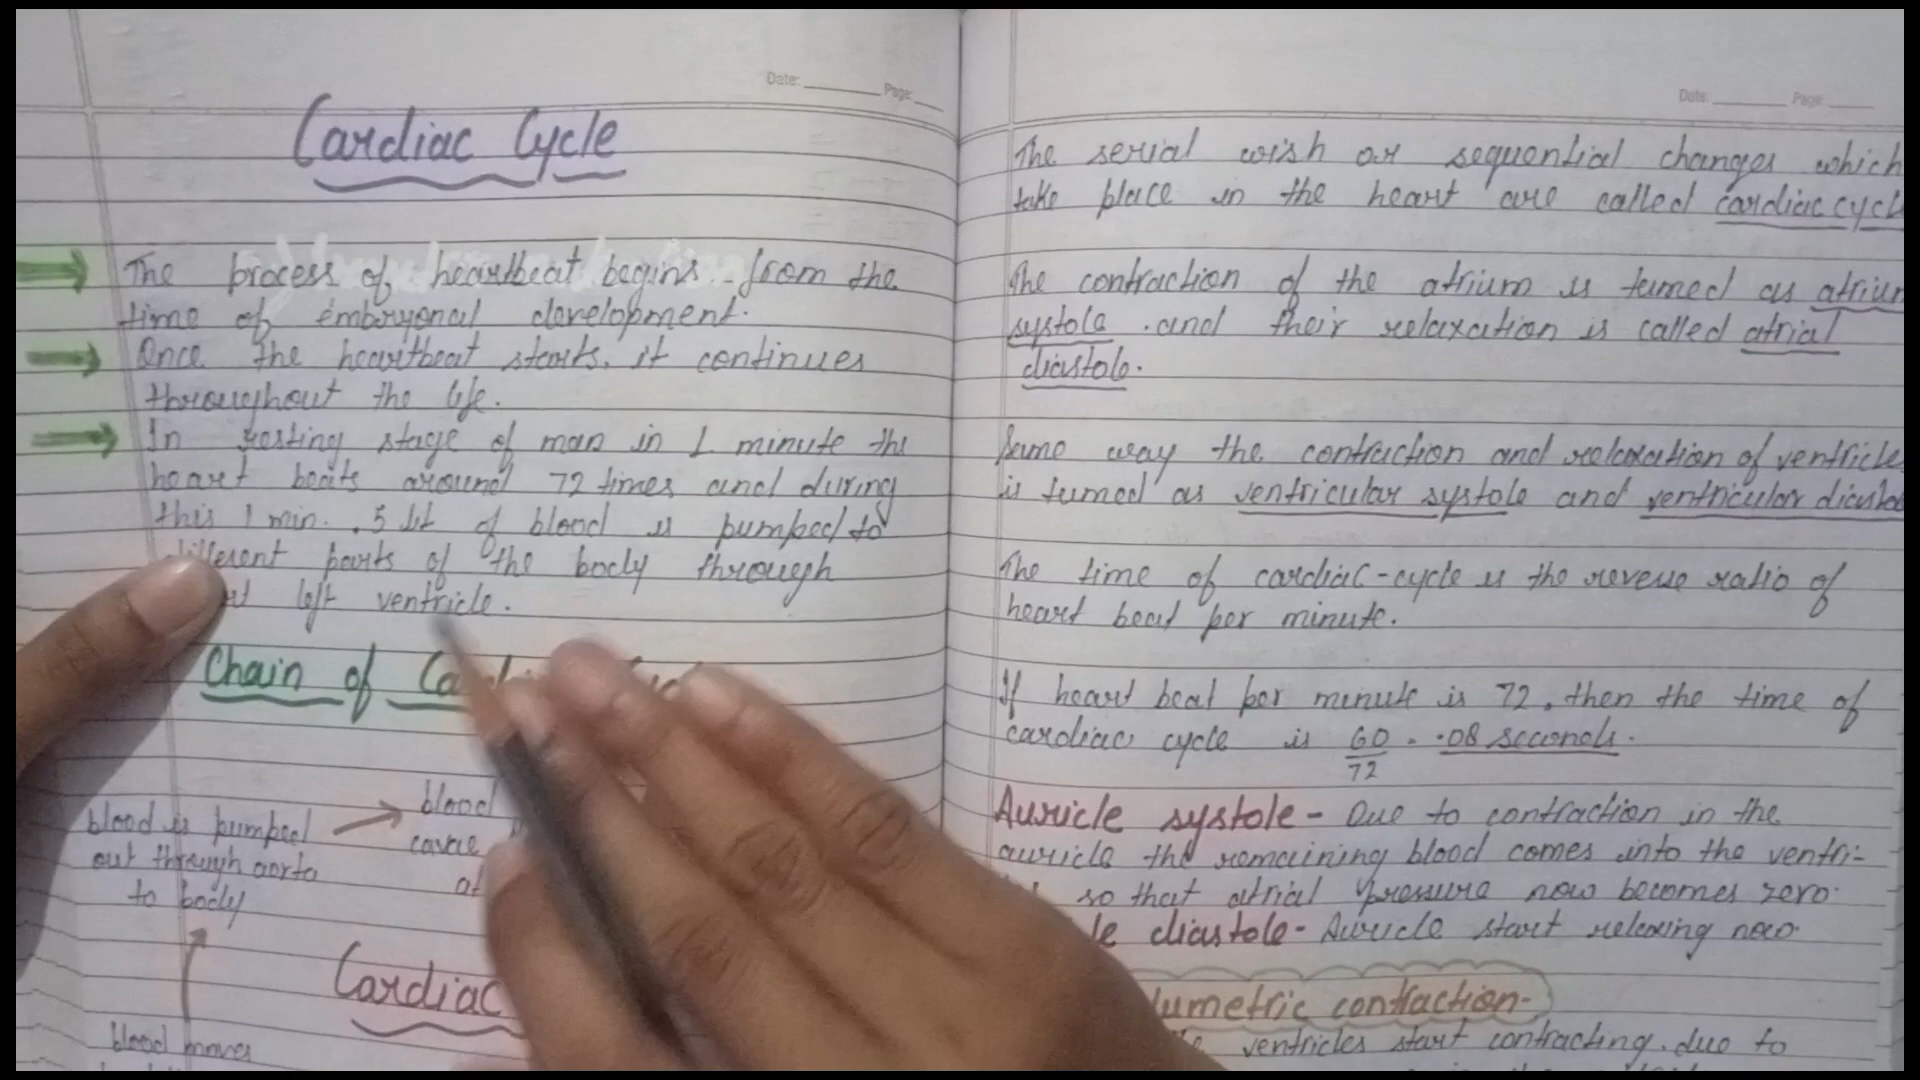 Date: Page:
Cardiac Cycle
The process of heartbeat begins from the
time of embryonal development.
Once the heartbeat starts, it continues
throughout the life.
In resting stage of man in 1 minute the
heart beats around 72 times and during
this 1 min. 5 lit of blood is pumped to
different parts of the body through
left ventricle.
Chain of
blood is pumped
out through aorta
to body
blood
cavae
at
Cardiac
blood moves
Date: Page:
The serial wish or sequential changes which
take place in the heart are called cardiac cycl
The contraction of the atrium is termed as atriu
systole and their relaxation is called atrial
diastole.
Same way the contraction and relaxation of ventricle
is termed as ventricular systole and ventricular diasto
The time of cardiac-cycle is the reverse ratio of
heart beat per minute.
If heart beat per minute is 72, then the time of
cardiac cycle is 60/72 = .08 seconds.
Auricle systole - Due to contraction in the
auricle the remaining blood comes into the ventri-
so that atrial pressure now becomes zero.
le diastole - Auricle start relaxing now.
lumetric contraction-
ventricles start contracting. due to